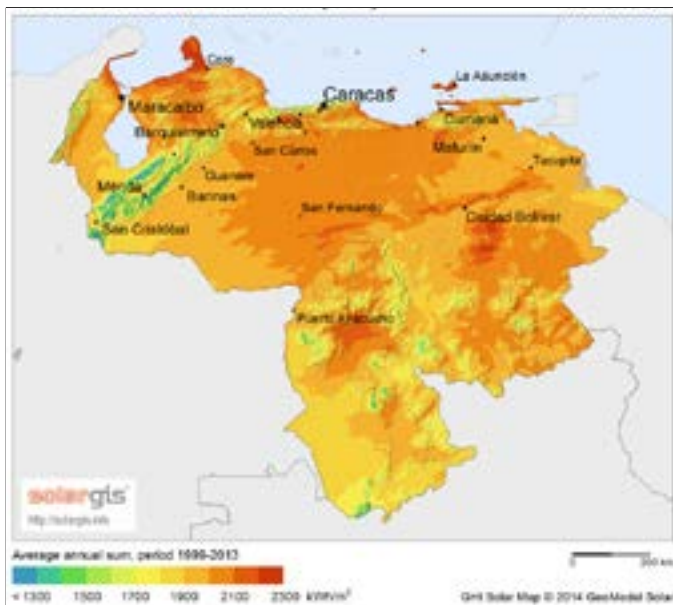 Coro
La Asunción
Maracaibo
Caracas
Cumaná
Barquisimeto
Valencia
Maturín
San Carlos
Tucupita
Guanare
Mérida
Barinas
San Fernando
Ciudad Bolívar
San Cristóbal
Puerto Ayacucho
solargis
http://solargis.info
Average annual sum, period 1999-2013
< 1300 1500 1700 1900 2100 2300 kWh/m²
200 km
GHI Solar Map © 2014 GeoModel Solar